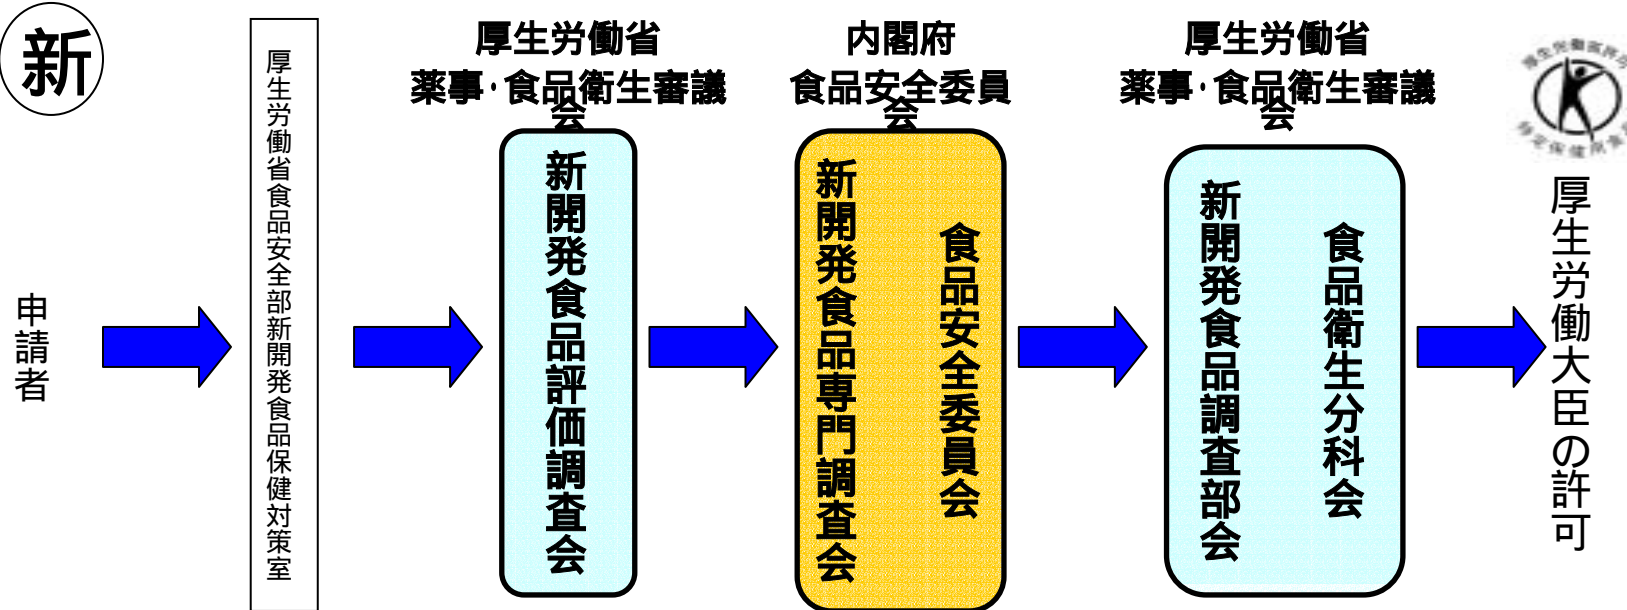 新
申請者
厚生労働省食品安全部新開発食品保健対策室
厚生労働省
薬事・食品衛生審議
会
新開発食品評価調査会
内閣府
食品安全委員
会
新開発食品専門調査会
食品安全委員会
厚生労働省
薬事・食品衛生審議
会
新開発食品調査部会
食品衛生分科会
厚生労働大臣の許可